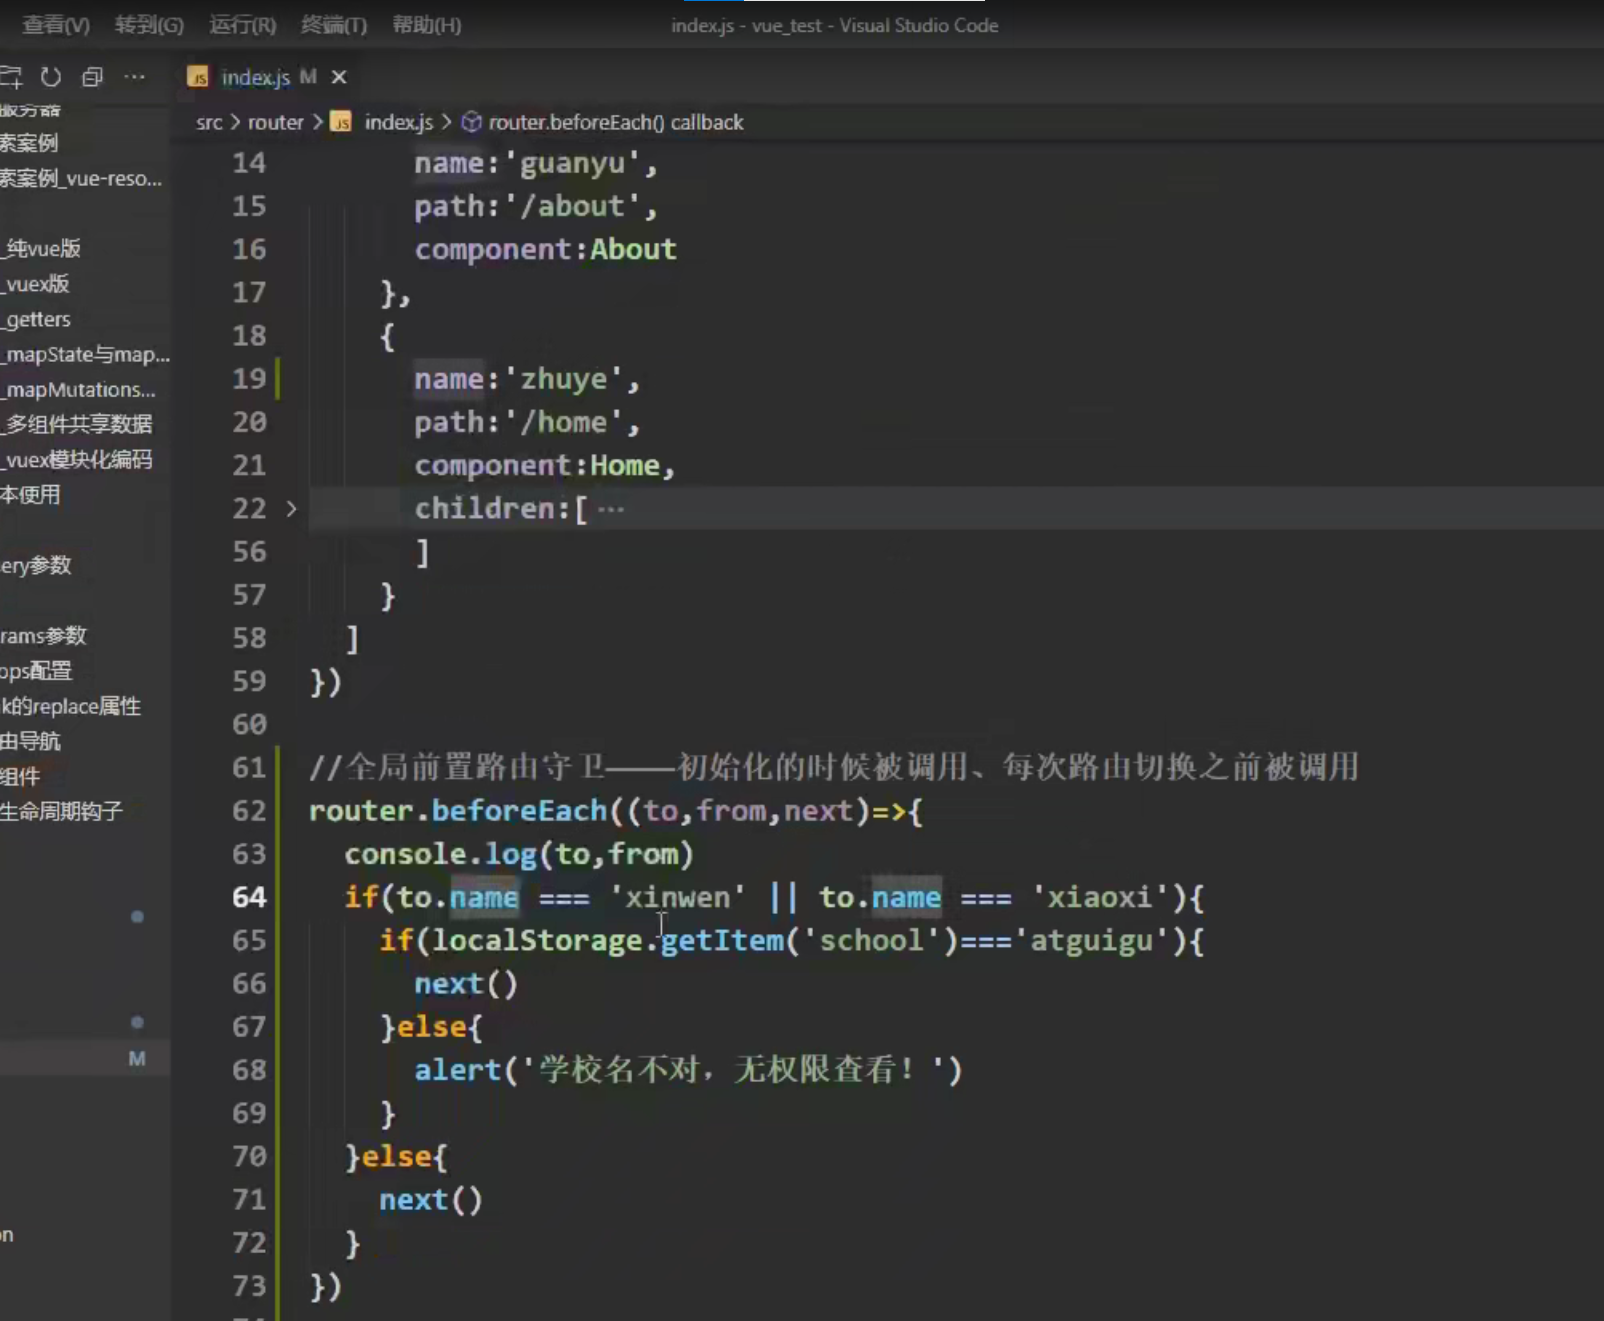 查看(V) 转到(G) 运行(R) 终端(T) 帮助(H) index.js - vue_test - Visual Studio Code
index.js M
src > router > index.js > router.beforeEach() callback
服务器
索案例
索案例_vue-reso...
_纯vue版
_vuex版
_getters
_mapState与map...
_mapMutations...
_多组件共享数据
_vuex模块化编码
本使用
ery参数
rams参数
ops配置
k的replace属性
由导航
组件
生命周期钩子
M
on
14 name:'guanyu',
15 path:'/about',
16 component:About
17 },
18 {
19 name:'zhuye',
20 path:'/home',
21 component:Home,
22 > children:[ ...
56 ]
57 }
58 ]
59 })
60
61 //全局前置路由守卫————初始化的时候被调用、每次路由切换之前被调用
62 router.beforeEach((to,from,next)=>{
63 console.log(to,from)
64 if(to.name === 'xinwen' || to.name === 'xiaoxi'){
65 if(localStorage.getItem('school')==='atguigu'){
66 next()
67 }else{
68 alert('学校名不对，无权限查看！')
69 }
70 }else{
71 next()
72 }
73 })